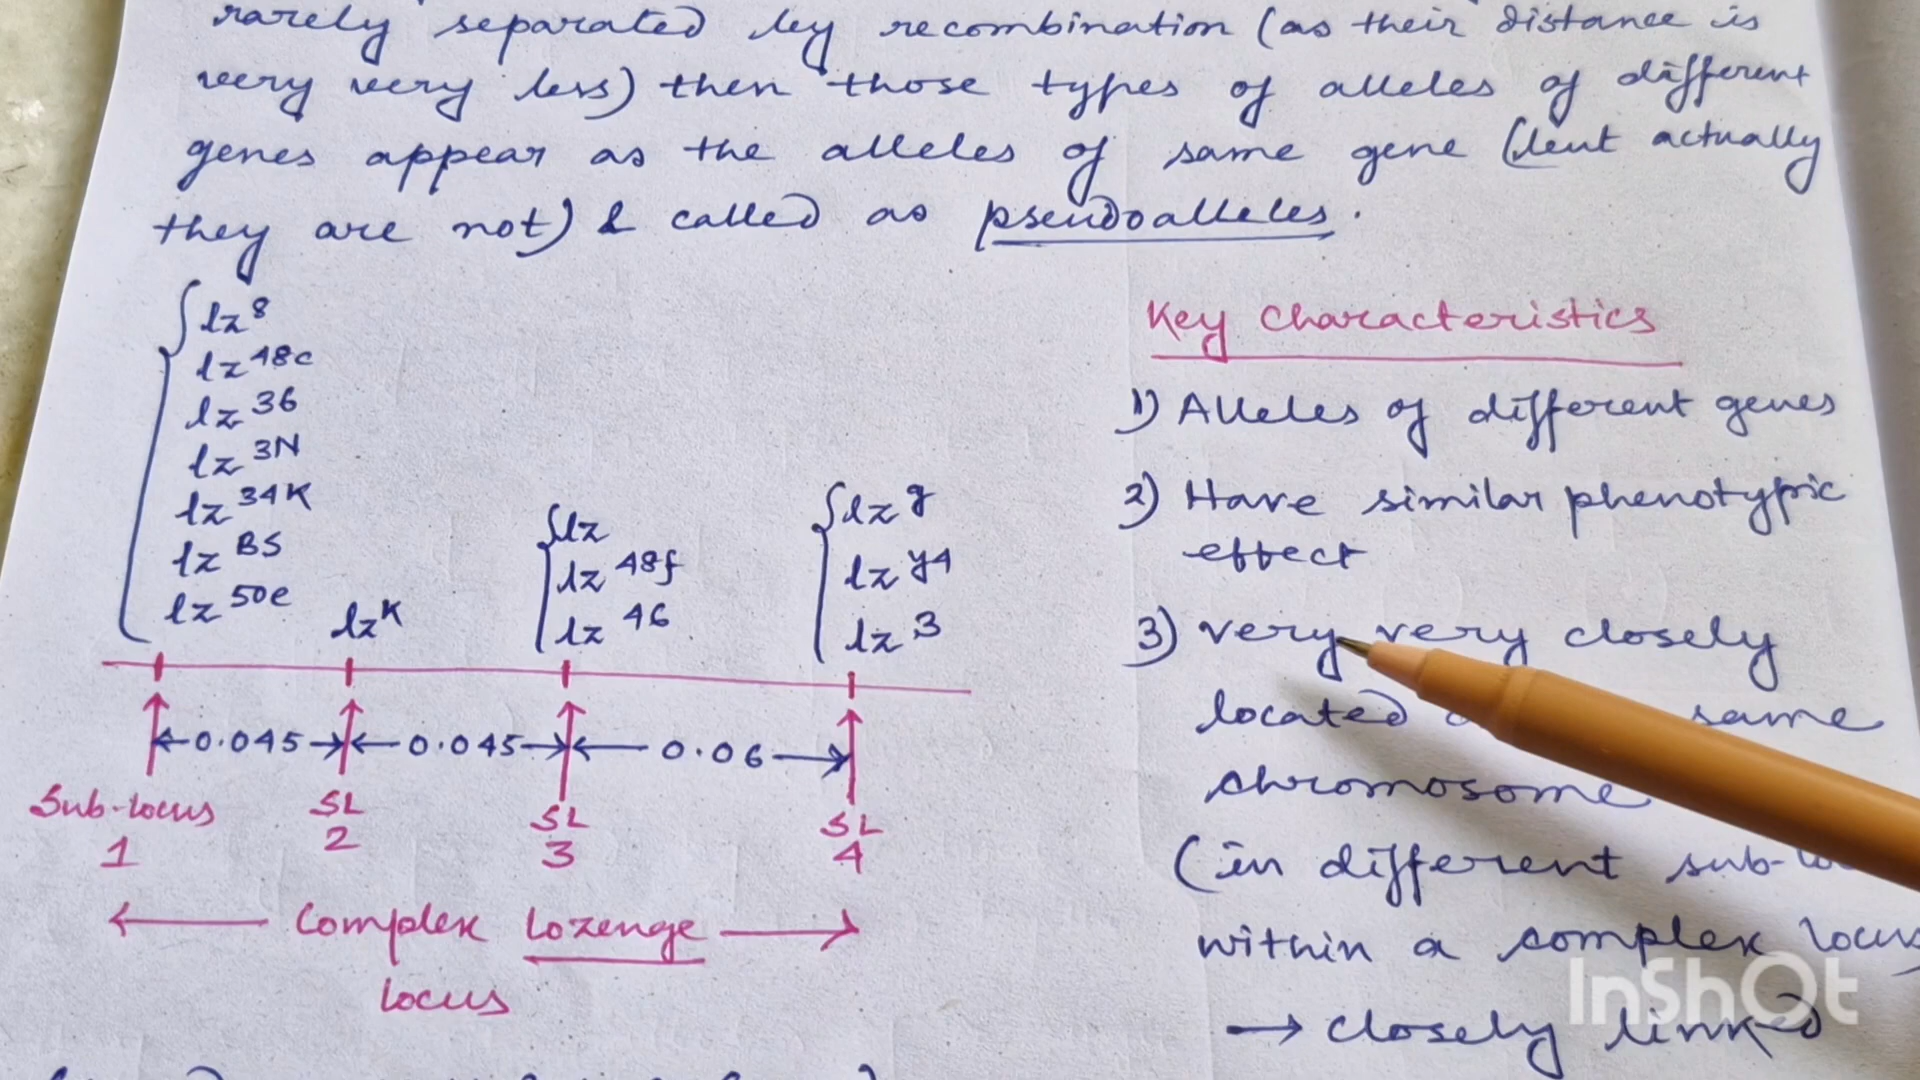 rarely separated by recombination (as their distance is
very very less) then those types of alleles of different
genes appear as the alleles of same gene (but actually
they are not) & called as pseudoalleles.
lz 8
lz 48c
lz 36
lz 3N
lz 34K
lz BS
lz 50e
lz K
lz
lz 48f
lz 46
lz g
lz y4
lz 3
0.045
0.045
0.06
Sub-locus
1
SL
2
SL
3
SL
4
Complex Lozenge
locus
Key Characteristics
1) Alleles of different genes
2) Have similar phenotypic
effect
3) very very closely
located same
chromosome
(in different sub-
within a complex locus
→ closely linked
InShOt